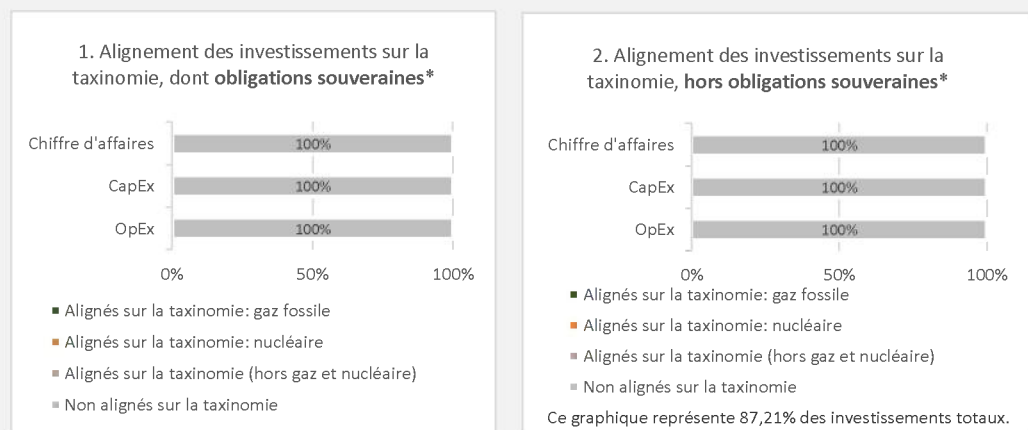 1. Alignement des investissements sur la
taxinomie, dont obligations souveraines*
Chiffre d'affaires
100%
CapEx
100%
OpEx
100%
0%
50%
100%
Alignés sur la taxinomie: gaz fossile
Alignés sur la taxinomie: nucléaire
Alignés sur la taxinomie (hors gaz et nucléaire)
Non alignés sur la taxinomie
2. Alignement des investissements sur la
taxinomie, hors obligations souveraines*
Chiffre d'affaires
100%
CapEx
100%
OpEx
100%
0%
50%
100%
Alignés sur la taxinomie: gaz fossile
Alignés sur la taxinomie: nucléaire
Alignés sur la taxinomie (hors gaz et nucléaire)
Non alignés sur la taxinomie
Ce graphique représente 87,21% des investissements totaux.